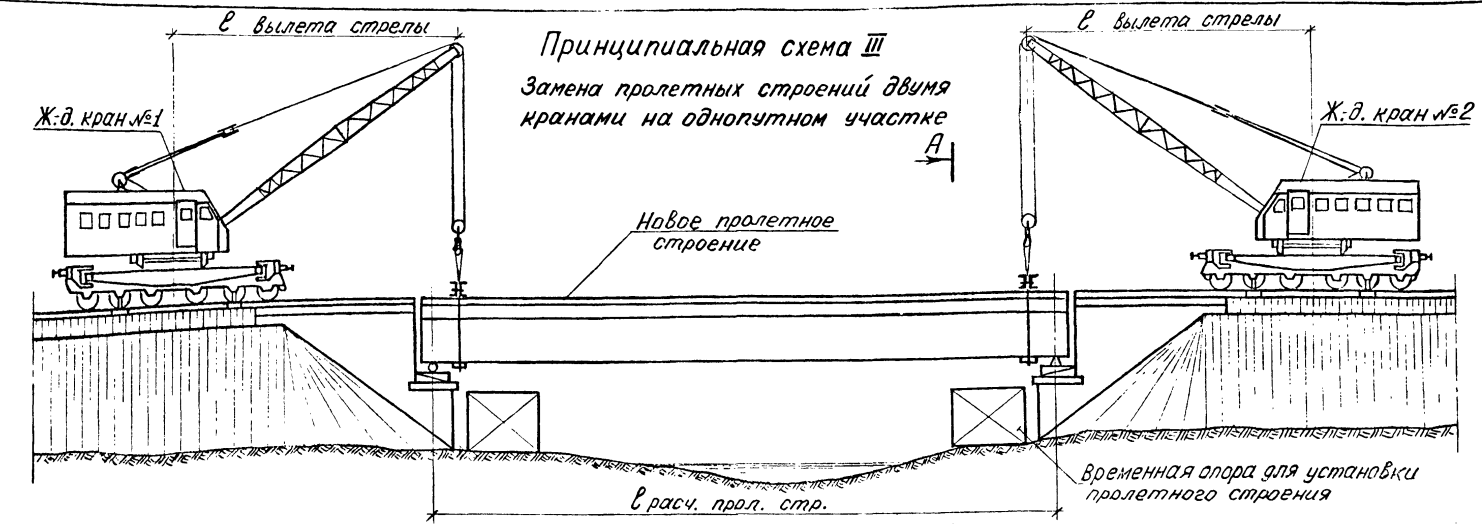 ℓ вылета стрелы
ℓ вылета стрелы
Принципиальная схема III
Замена пролетных строений двумя
кранами на однопутном участке
Ж.-д. кран №1
Ж.-д. кран №2
А
Новое пролетное
строение
Временная опора для установки
пролетного строения
ℓ расч. прол. стр.